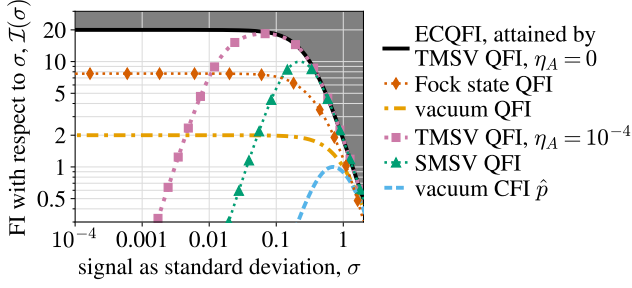 FI with respect to σ, ℐ(σ)
20
10
5
2
1
0.5
10⁻⁴
0.001
0.01
0.1
1
signal as standard deviation, σ
ECQFI, attained by
TMSV QFI, η_A = 0
Fock state QFI
vacuum QFI
TMSV QFI, η_A = 10⁻⁴
SMSV QFI
vacuum CFI p̂